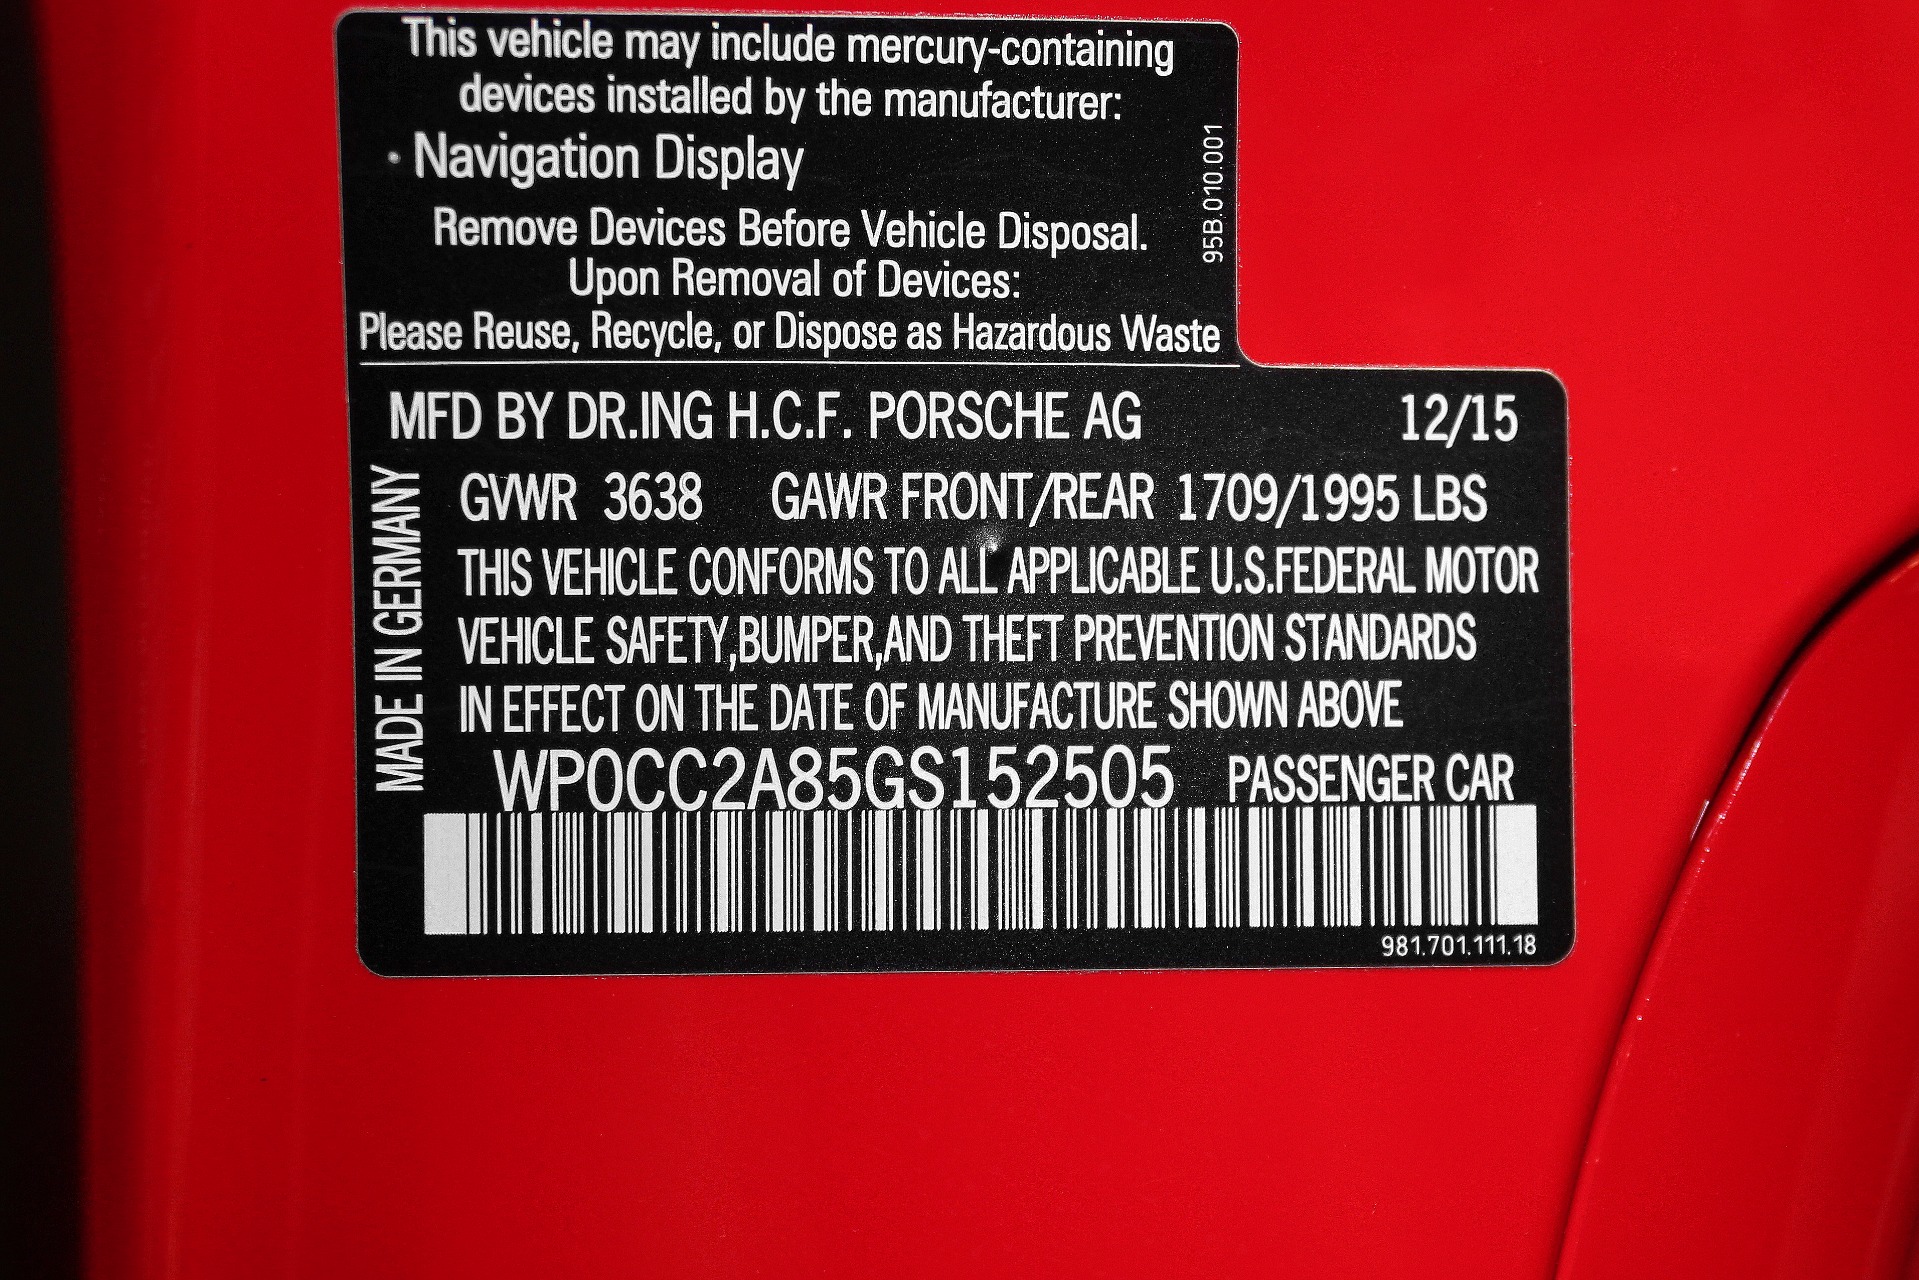 This vehicle may include mercury-containing
devices installed by the manufacturer:
· Navigation Display
Remove Devices Before Vehicle Disposal.
Upon Removal of Devices:
Please Reuse, Recycle, or Dispose as Hazardous Waste
95B.010.001
MFD BY DR.ING H.C.F. PORSCHE AG 12/15
MADE IN GERMANY
GVWR 3638 GAWR FRONT/REAR 1709/1995 LBS
THIS VEHICLE CONFORMS TO ALL APPLICABLE U.S.FEDERAL MOTOR
VEHICLE SAFETY,BUMPER,AND THEFT PREVENTION STANDARDS
IN EFFECT ON THE DATE OF MANUFACTURE SHOWN ABOVE
WP0CC2A85GS152505 PASSENGER CAR
981.701.111.18